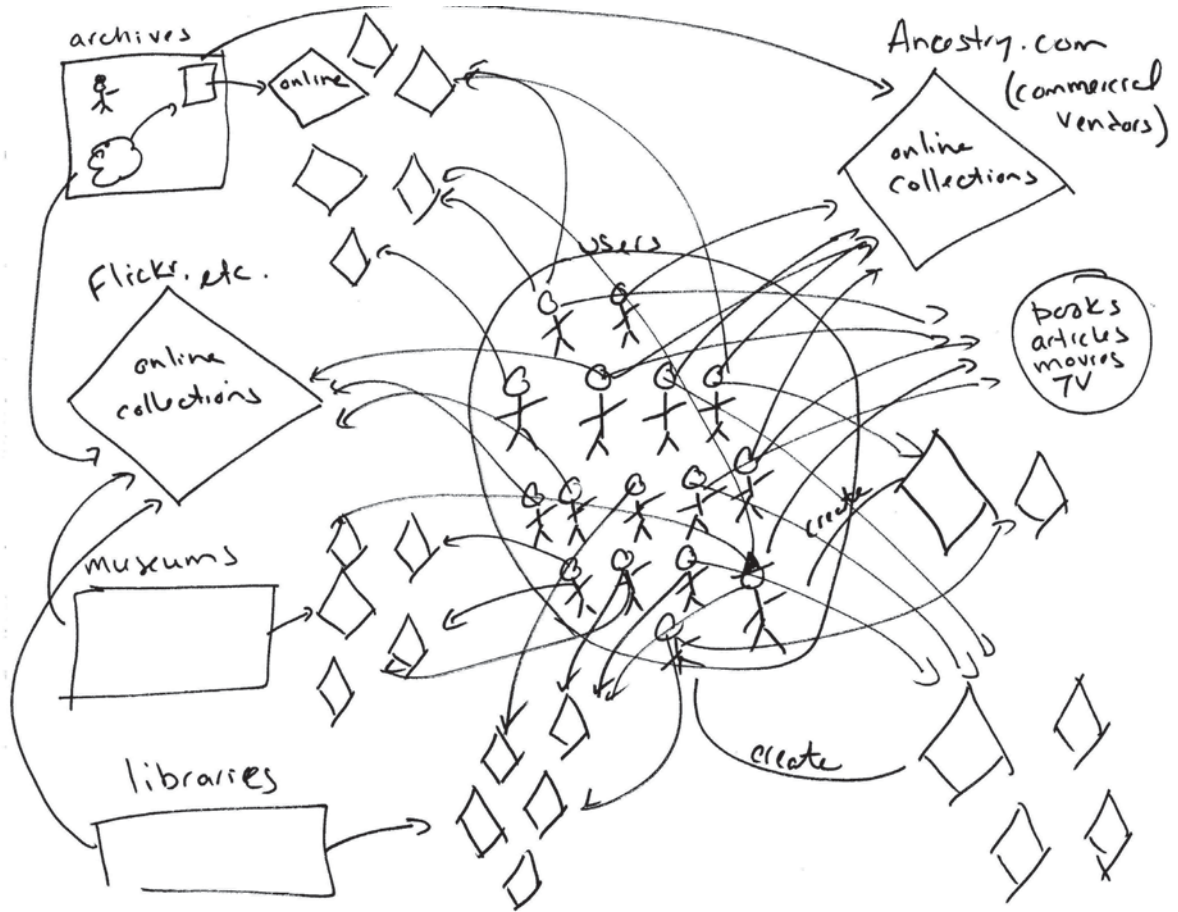 archives
online
Ancestry.com
(commercial
vendors)
online
collections
users
Flickr.etc.
online
collections
books
articles
movies
TV
create
museums
create
libraries